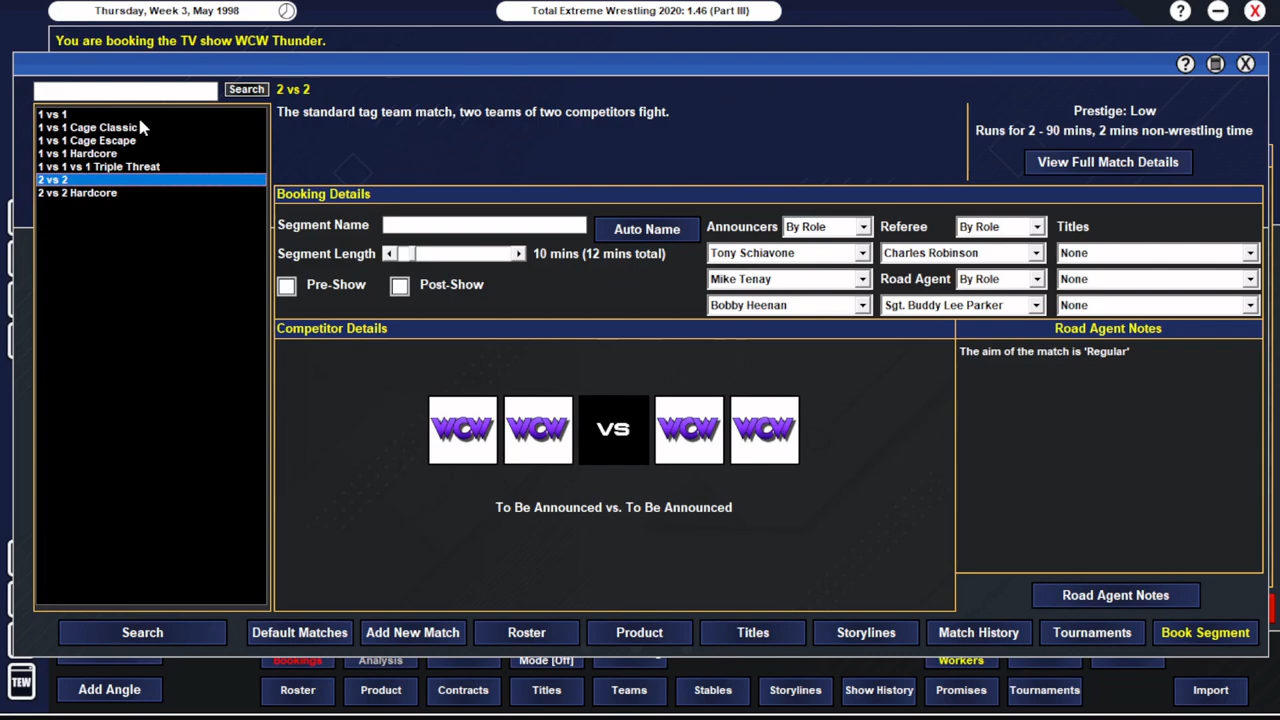 Thursday, Week 3, May 1998
Total Extreme Wrestling 2020: 1.46 (Part III)
? X
You are booking the TV show WCW Thunder.
? X
Search
2 vs 2
The standard tag team match, two teams of two competitors fight.
Prestige: Low
Runs for 2 - 90 mins, 2 mins non-wrestling time
View Full Match Details
1 vs 1
1 vs 1 Cage Classic
1 vs 1 Cage Escape
1 vs 1 Hardcore
1 vs 1 vs 1 Triple Threat
2 vs 2
2 vs 2 Hardcore
Booking Details
Segment Name Auto Name Announcers By Role Referee By Role Titles
Segment Length 10 mins (12 mins total) Tony Schiavone Charles Robinson None
Pre-Show Post-Show Mike Tenay Road Agent By Role None
Bobby Heenan Sgt. Buddy Lee Parker None
Competitor Details
Road Agent Notes
The aim of the match is 'Regular'
WCW WCW VS WCW WCW
To Be Announced vs. To Be Announced
Road Agent Notes
Search Default Matches Add New Match Roster Product Titles Storylines Match History Tournaments Book Segment
Bookings Analysis Mode [Off] Workers
TEW Add Angle Roster Product Contracts Titles Teams Stables Storylines Show History Promises Tournaments Import